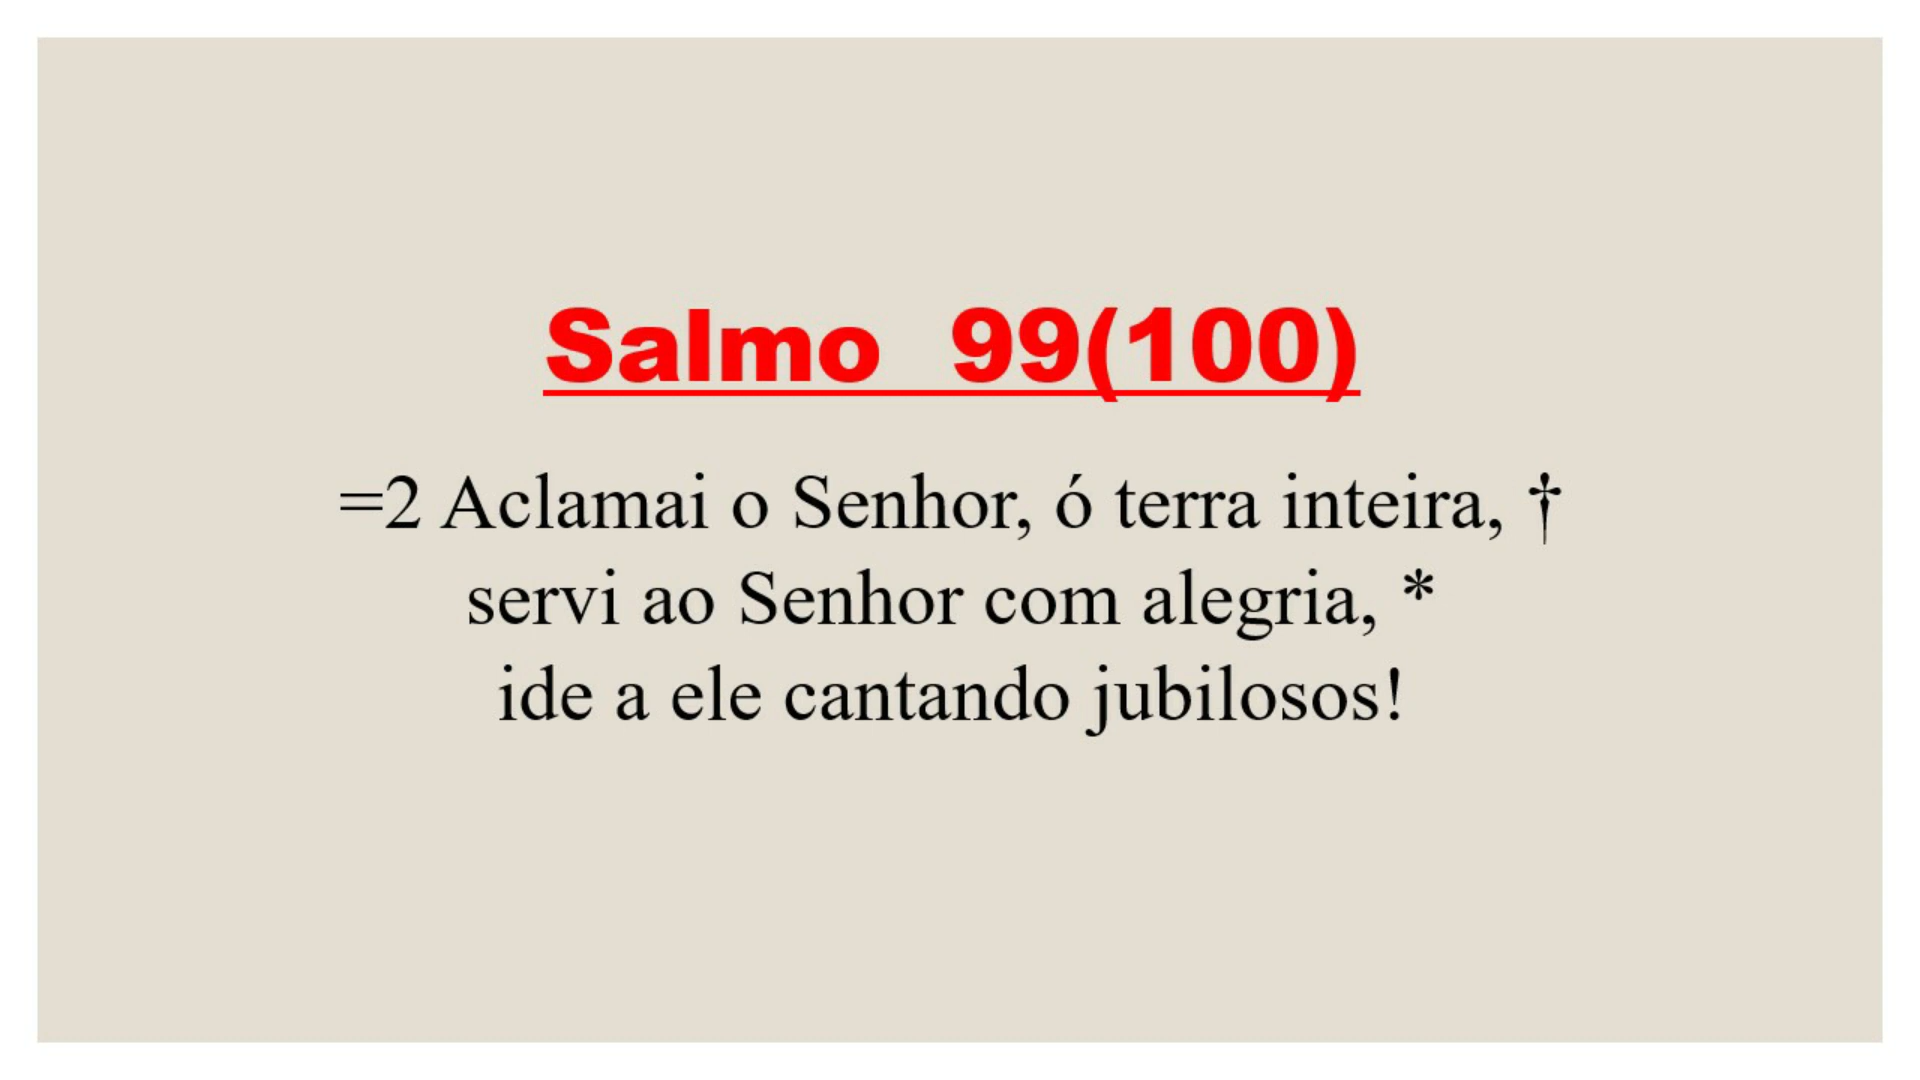 Salmo  99(100)
=2 Aclamai o Senhor, ó terra inteira, †
servi ao Senhor com alegria, *
ide a ele cantando jubilosos!